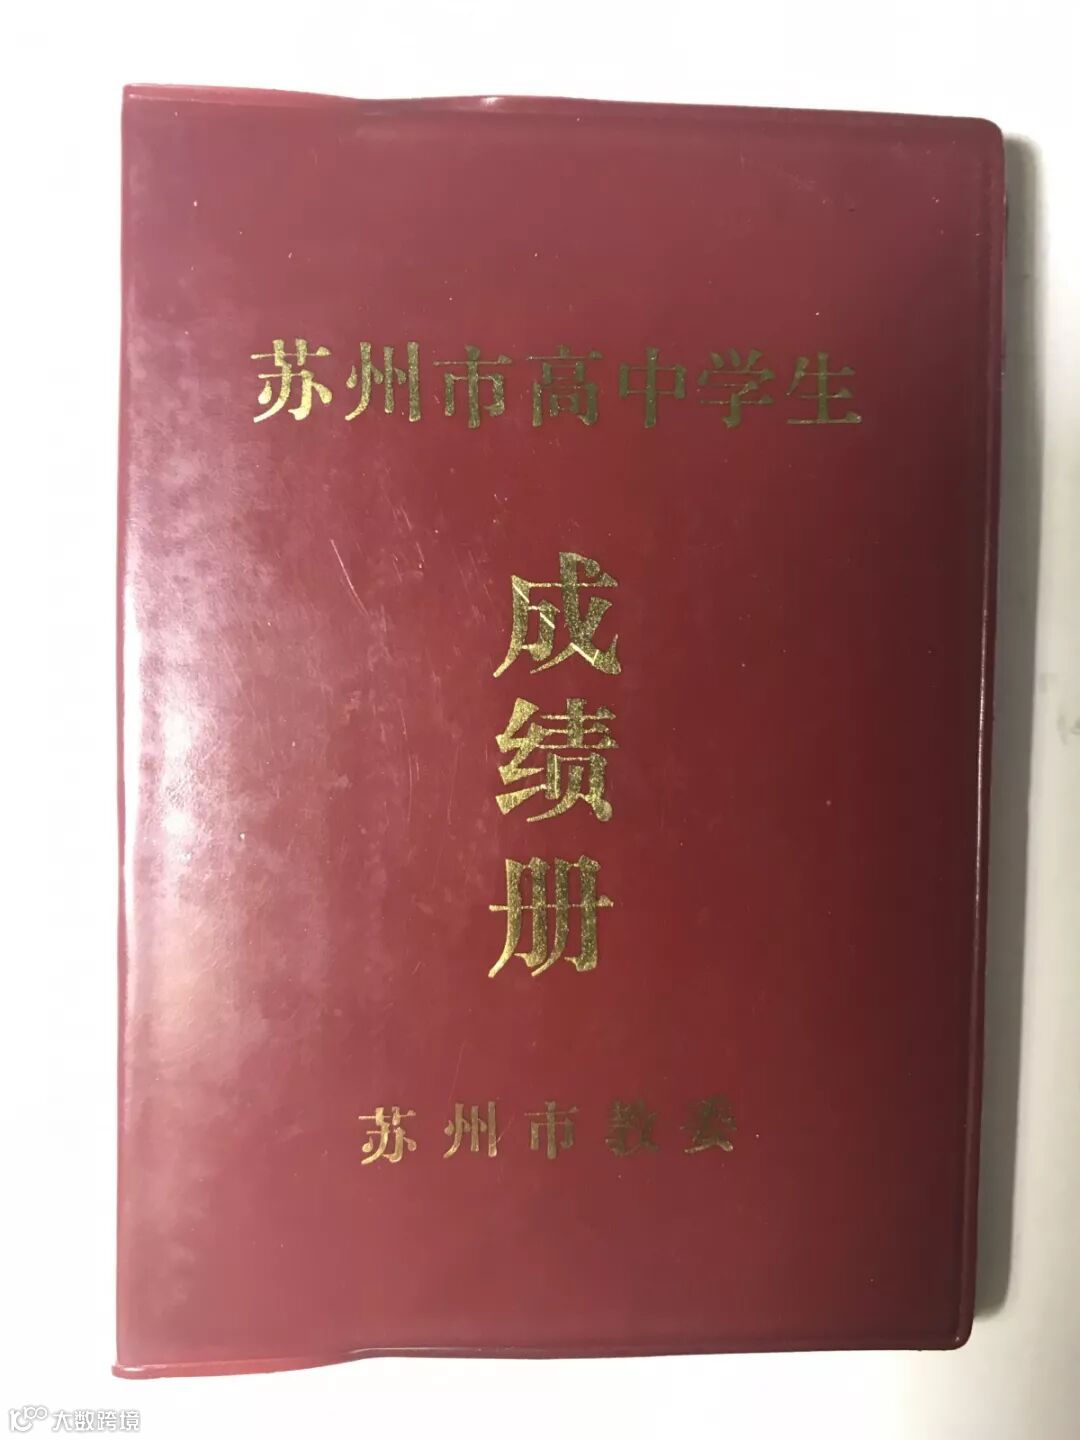 苏州市高中学生
成绩册
苏州市教委
大数跨境